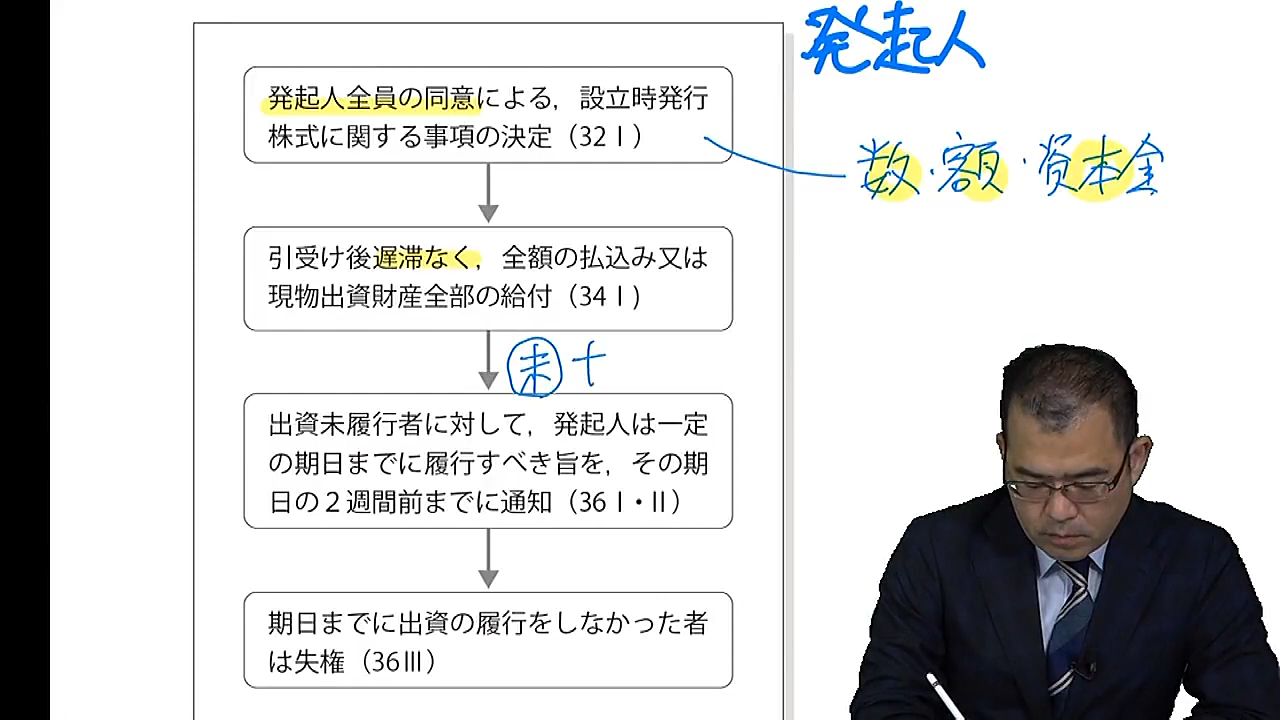 発起人
発起人全員の同意による，設立時発行
株式に関する事項の決定（32Ⅰ）
数・額・資本金
引受け後遅滞なく，全額の払込み又は
現物出資財産全部の給付（34Ⅰ）
未
出資未履行者に対して，発起人は一定
の期日までに履行すべき旨を，その期
日の２週間前までに通知（36Ⅰ・Ⅱ）
期日までに出資の履行をしなかった者
は失権（36Ⅲ）